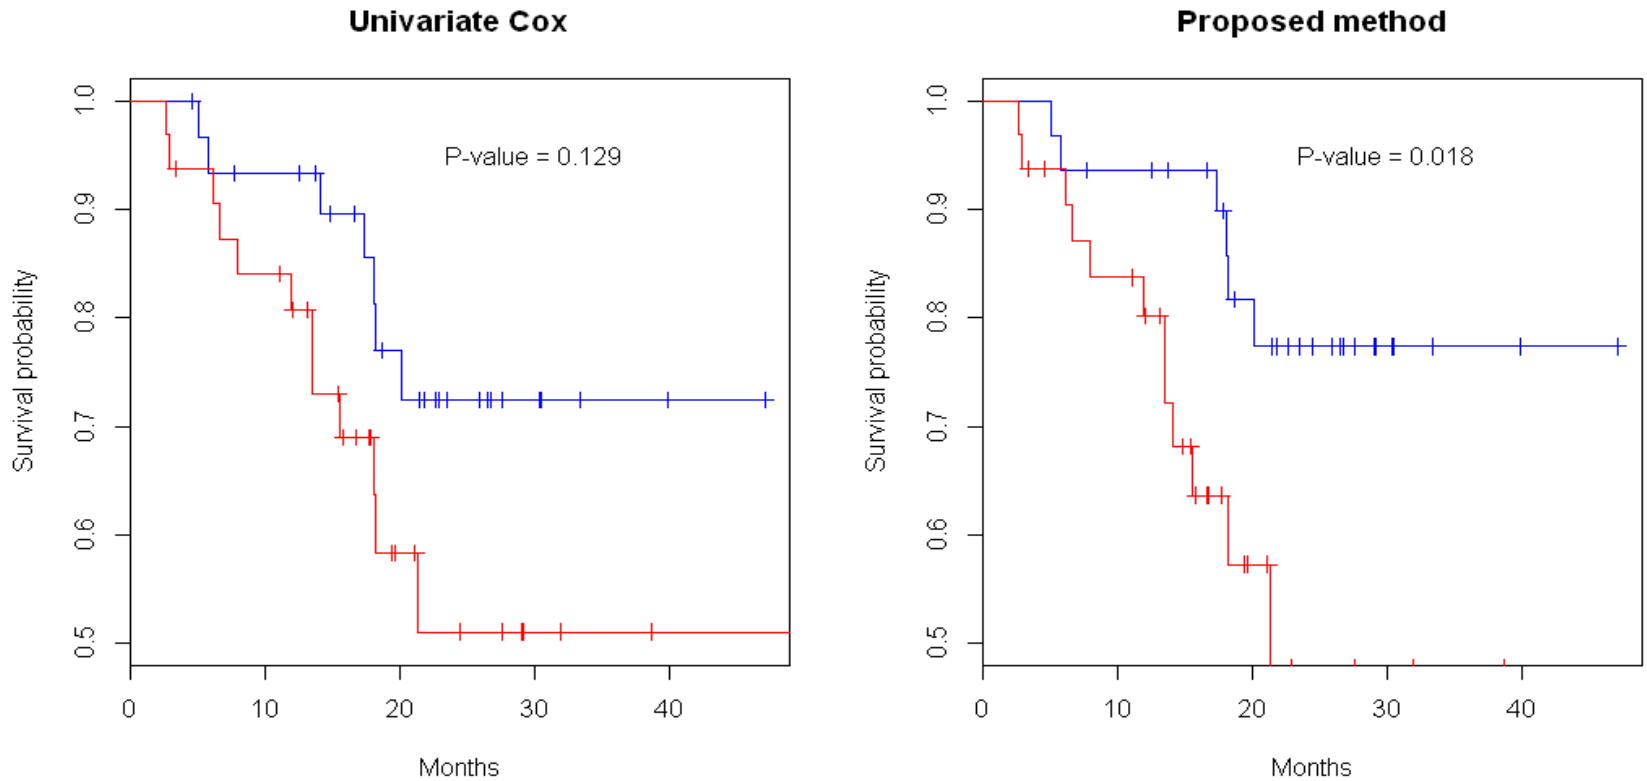 Univariate Cox
P-value = 0.129
Survival probability
1.0
0.9
0.8
0.7
0.6
0.5
0 10 20 30 40
Months
Proposed method
P-value = 0.018
Survival probability
1.0
0.9
0.8
0.7
0.6
0.5
0 10 20 30 40
Months